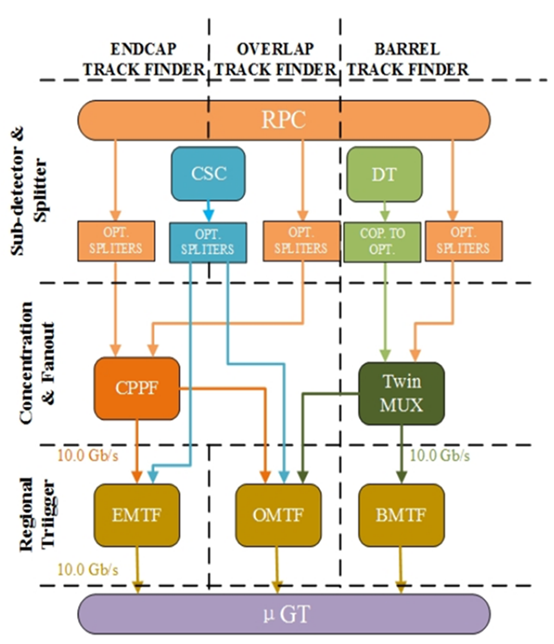 ENDCAP
TRACK FINDER
OVERLAP
TRACK FINDER
BARREL
TRACK FINDER
Sub-detector &
Splitter
RPC
CSC
DT
OPT.
SPLITERS
OPT.
SPLITERS
OPT.
SPLITERS
COP. TO
OPT.
OPT.
SPLITERS
Concentration
& Fanout
CPPF
Twin
MUX
10.0 Gb/s
10.0 Gb/s
Regional
Triigger
EMTF
OMTF
BMTF
10.0 Gb/s
μ GT